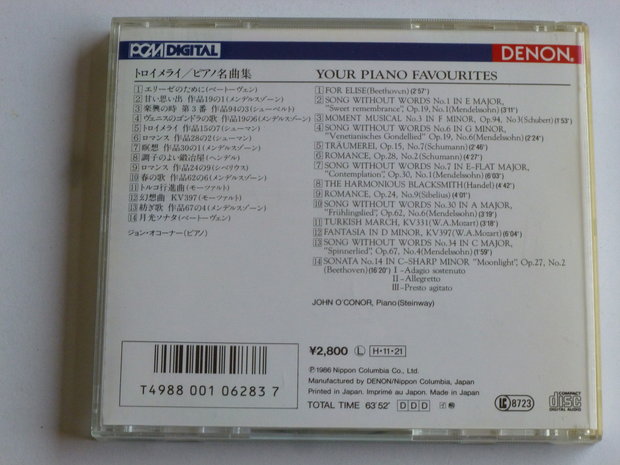 PCM DIGITAL
DENON
トロイメライ/ピアノ名曲集
1 エリーゼのために(ベートーヴェン)
2 甘い思い出 作品19の1(メンデルスゾーン)
3 楽興の時 第3番 作品94の3(シューベルト)
4 ヴェニスのゴンドラの歌 作品19の6(メンデルスゾーン)
5 トロイメライ 作品15の7(シューマン)
6 ロマンス 作品28の2(シューマン)
7 瞑想 作品30の1(メンデルスゾーン)
8 調子のよい鍛冶屋(ヘンデル)
9 ロマンス 作品24の9(シベリウス)
10 春の歌 作品62の6(メンデルスゾーン)
11 トルコ行進曲(モーツァルト)
12 幻想曲 KV397(モーツァルト)
13 紡ぎ歌 作品67の4(メンデルスゾーン)
14 月光ソナタ(ベートーヴェン)
ジョン・オコーナー(ピアノ)
YOUR PIANO FAVOURITES
1 FOR ELISE(Beethoven) (2'57")
2 SONG WITHOUT WORDS No.1 IN E MAJOR,
"Sweet remembrance", Op.19, No.1(Mendelssohn) (3'11")
3 MOMENT MUSICAL No.3 IN F MINOR, Op.94, No.3(Schubert) (1'53")
4 SONG WITHOUT WORDS No.6 IN G MINOR,
"Venetianisches Gondellied" Op.19, No.6(Mendelssohn) (2'24")
5 TRÄUMEREI, Op.15, No.7(Schumann) (2'46")
6 ROMANCE, Op.28, No.2(Schumann) (4'27")
7 SONG WITHOUT WORDS No.7 IN E-FLAT MAJOR,
"Contemplation", Op.30, No.1(Mendelssohn) (6'03")
8 THE HARMONIOUS BLACKSMITH(Handel) (4'42")
9 ROMANCE, Op.24, No.9(Sibelius) (4'01")
10 SONG WITHOUT WORDS No.30 IN A MAJOR,
"Frühlingslied", Op.62, No.6(Mendelssohn) (3'19")
11 TURKISH MARCH, KV331(W.A.Mozart) (3'18")
12 FANTASIA IN D MINOR, KV397(W.A.Mozart) (6'04")
13 SONG WITHOUT WORDS No.34 IN C MAJOR,
"Spinnerlied", Op.67, No.4(Mendelssohn) (1'59")
14 SONATA No.14 IN C-SHARP MINOR "Moonlight", Op.27, No.2
(Beethoven) (16'20") I -Adagio sostenuto
II-Allegretto
III-Presto agitato
JOHN O'CONOR, Piano(Steinway)
¥2,800 L H·11·21
℗1986 Nippon Columbia Co., Ltd.
Manufactured by DENON/Nippon Columbia, Japan
Printed in Japan. Imprimé au Japon. Made in Japan.
TOTAL TIME 63'52" DDD
T4988 001 06283 7
LC 8723
COMPACT disc DIGITAL AUDIO